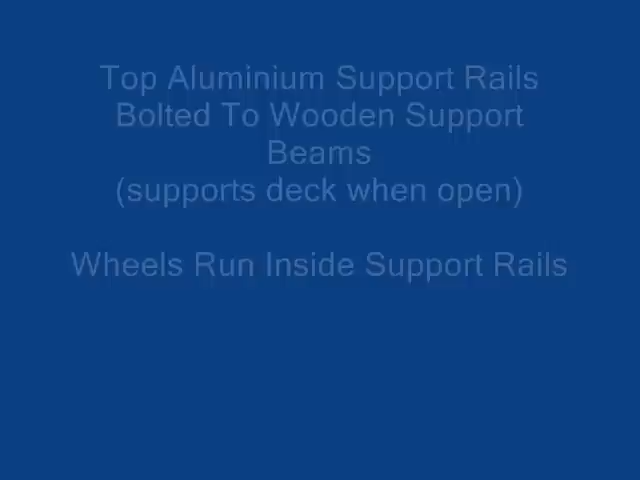 Top Aluminium Support Rails
Bolted To Wooden Support
Beams
(supports deck when open)
Wheels Run Inside Support Rails